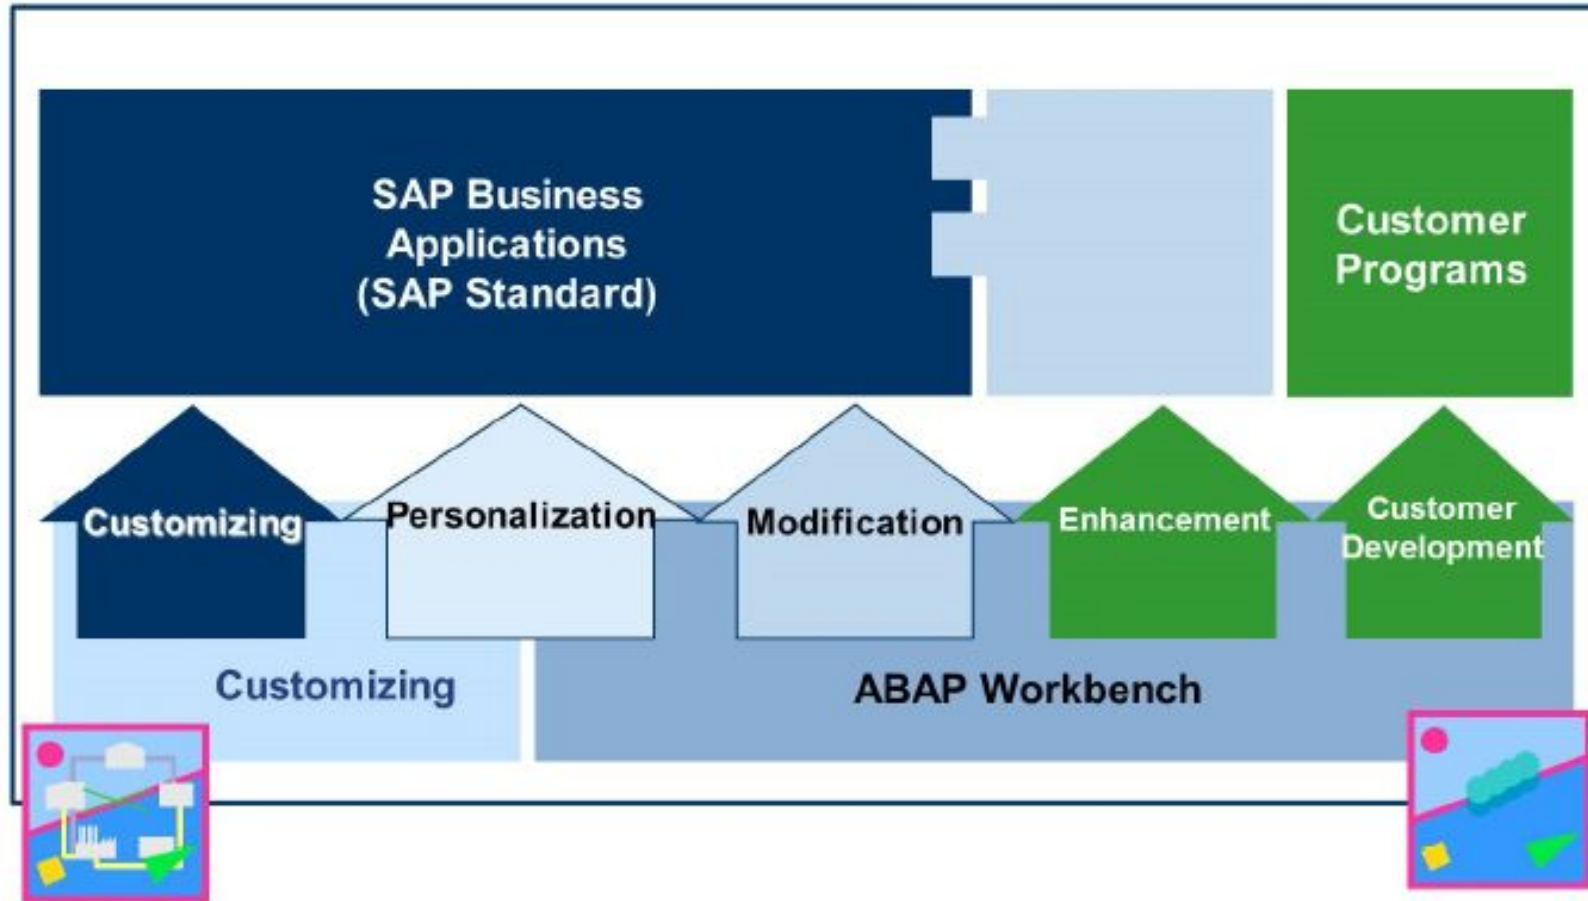 SAP Business
Applications
(SAP Standard)
Customer
Programs
Customizing
Personalization
Modification
Enhancement
Customer
Development
Customizing
ABAP Workbench